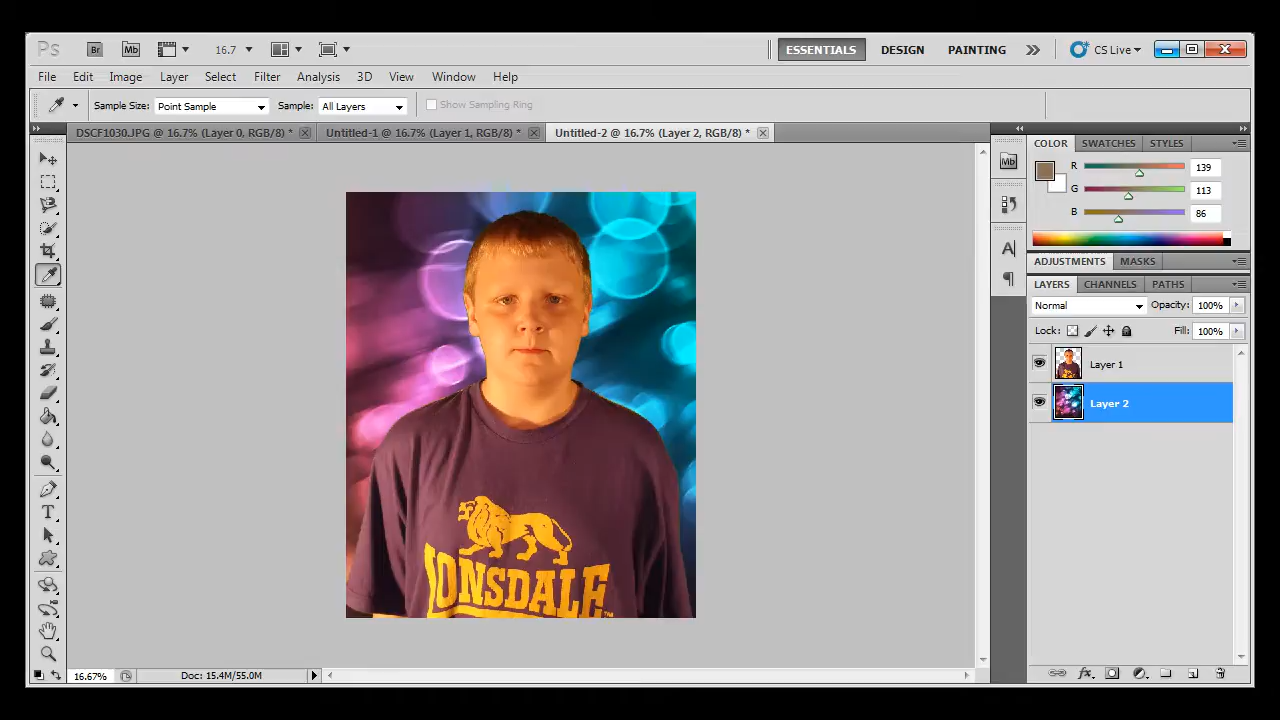 Ps Br Mb 16.7 ESSENTIALS DESIGN PAINTING CS Live
File Edit Image Layer Select Filter Analysis 3D View Window Help
Sample Size: Point Sample Sample: All Layers Show Sampling Ring
DSCF1030.JPG @ 16.7% (Layer 0, RGB/8) * Untitled-1 @ 16.7% (Layer 1, RGB/8) * Untitled-2 @ 16.7% (Layer 2, RGB/8) *
COLOR SWATCHES STYLES
Mb
R 139
G 113
B 86
A
ADJUSTMENTS MASKS
LAYERS CHANNELS PATHS
Normal Opacity: 100%
Lock: Fill: 100%
Layer 1
Layer 2
LONSDALE™
T
16.67% Doc: 15.4M/55.0M
fx